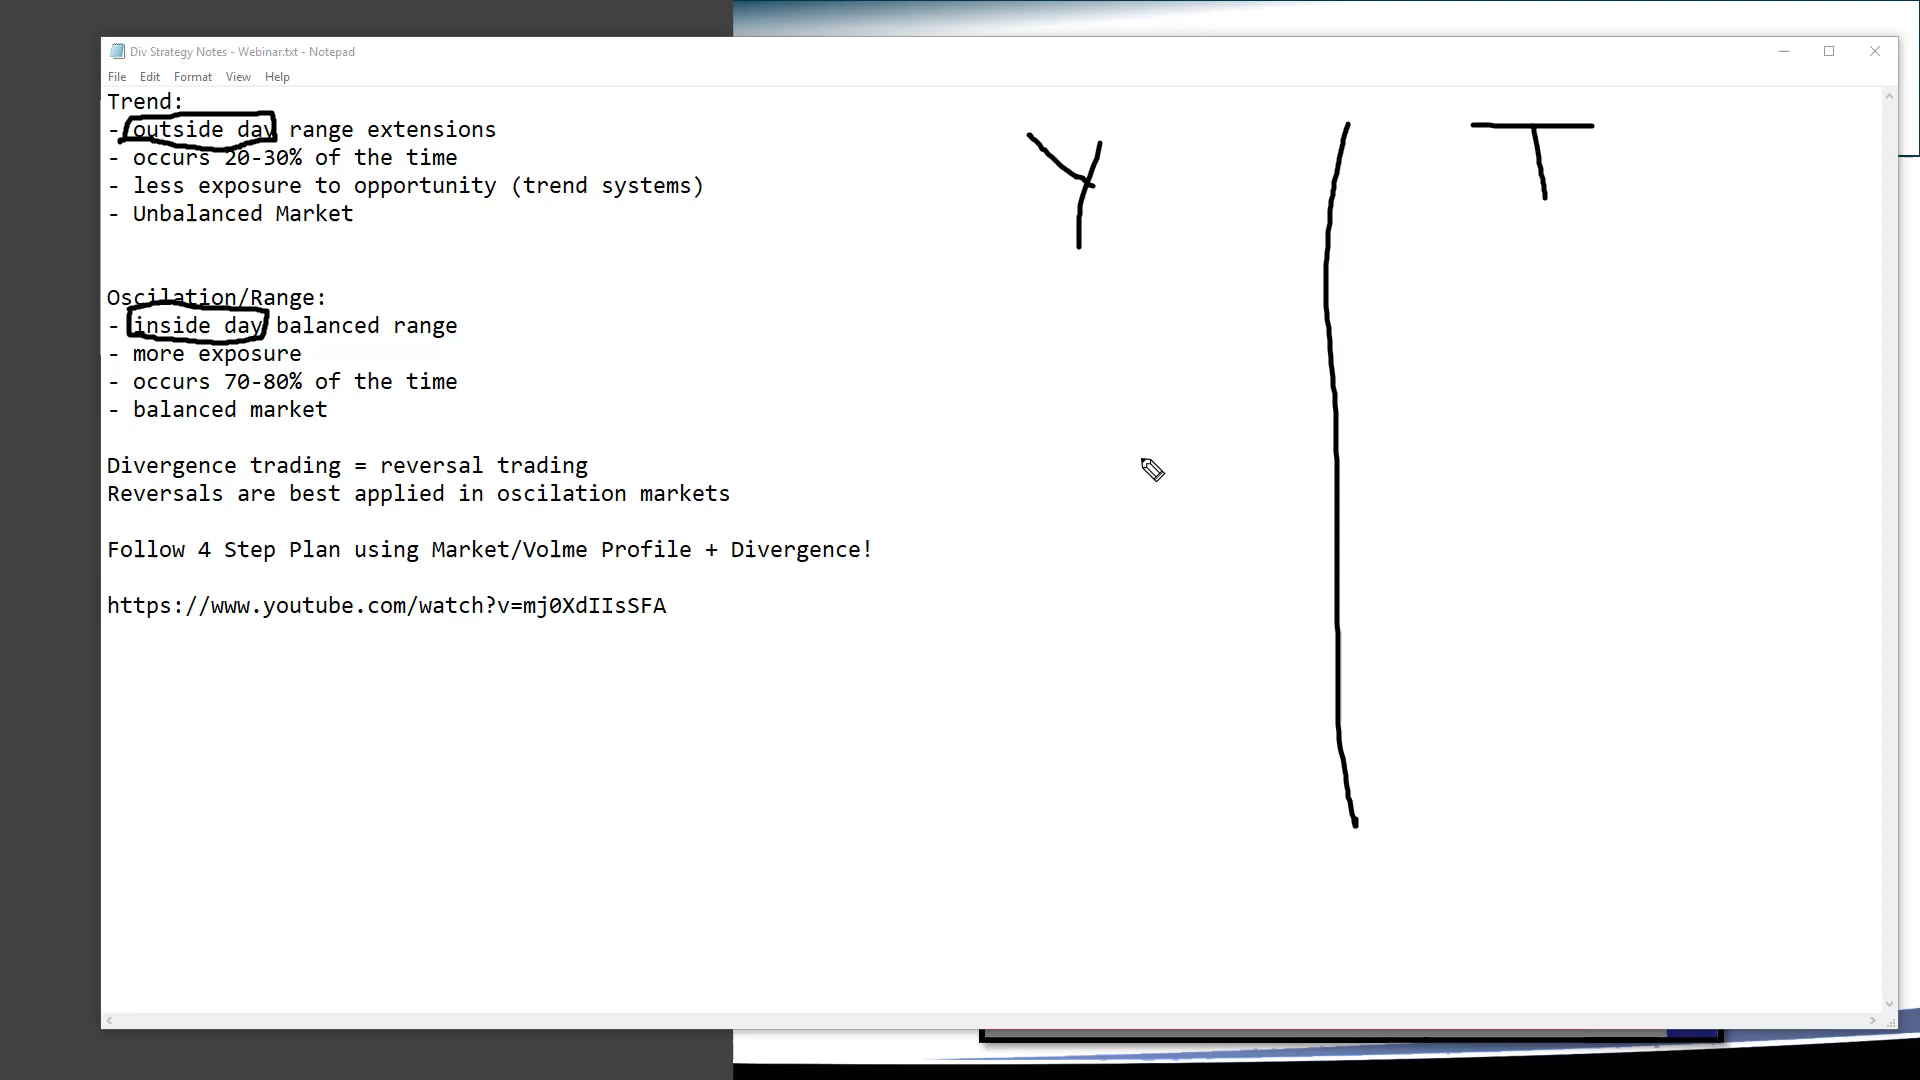 Div Strategy Notes - Webinar.txt - Notepad
File Edit Format View Help
Trend:
- outside day range extensions
- occurs 20-30% of the time
- less exposure to opportunity (trend systems)
- Unbalanced Market
Oscilation/Range:
- inside day balanced range
- more exposure
- occurs 70-80% of the time
- balanced market
Divergence trading = reversal trading
Reversals are best applied in oscilation markets
Follow 4 Step Plan using Market/Volme Profile + Divergence!
https://www.youtube.com/watch?v=mj0XdIIsSFA
Y T